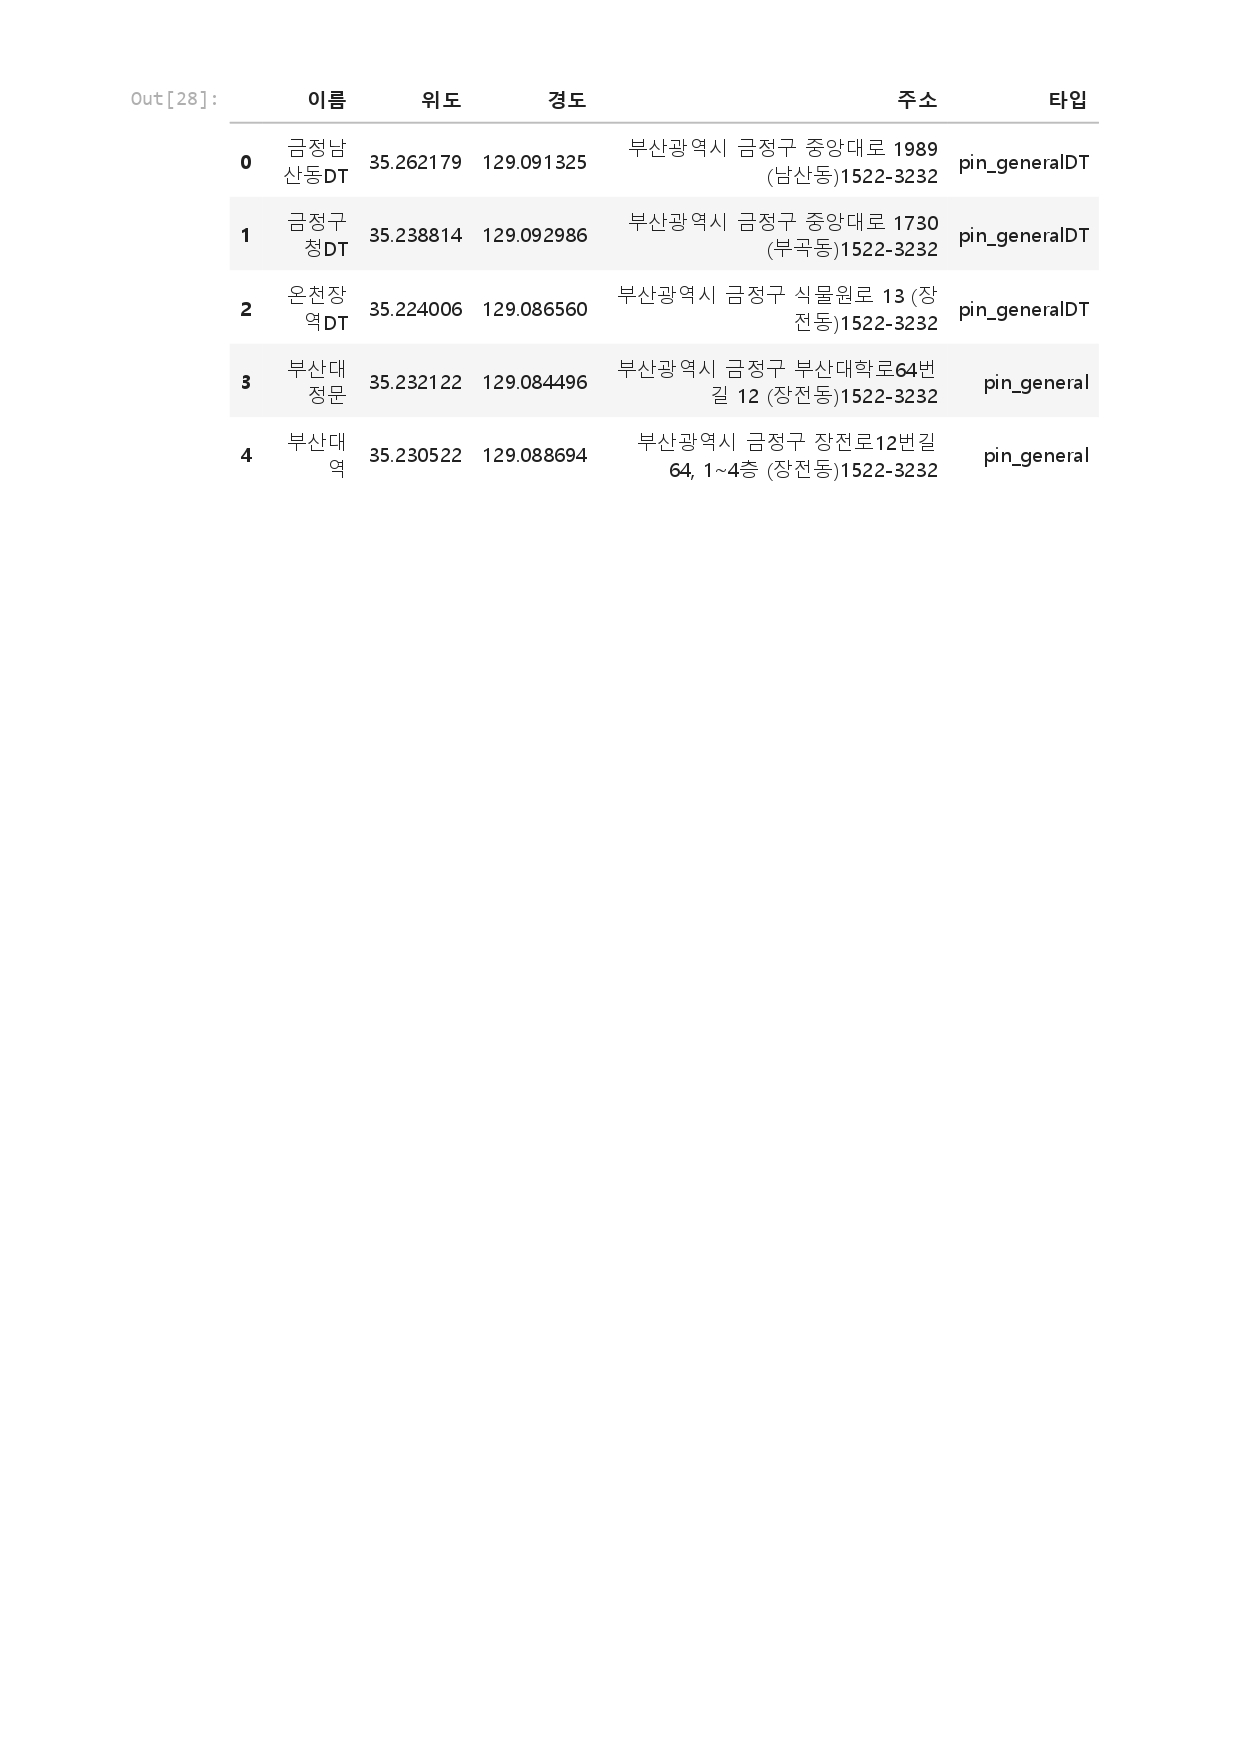 Out[28]: 이름 위도 경도 주소 타입
0 금정남산동DT 35.262179 129.091325 부산광역시 금정구 중앙대로 1989 (남산동)1522-3232 pin_generalDT
1 금정구청DT 35.238814 129.092986 부산광역시 금정구 중앙대로 1730 (부곡동)1522-3232 pin_generalDT
2 온천장역DT 35.224006 129.086560 부산광역시 금정구 식물원로 13 (장전동)1522-3232 pin_generalDT
3 부산대정문 35.232122 129.084496 부산광역시 금정구 부산대학로64번길 12 (장전동)1522-3232 pin_general
4 부산대역 35.230522 129.088694 부산광역시 금정구 장전로12번길 64, 1~4층 (장전동)1522-3232 pin_general